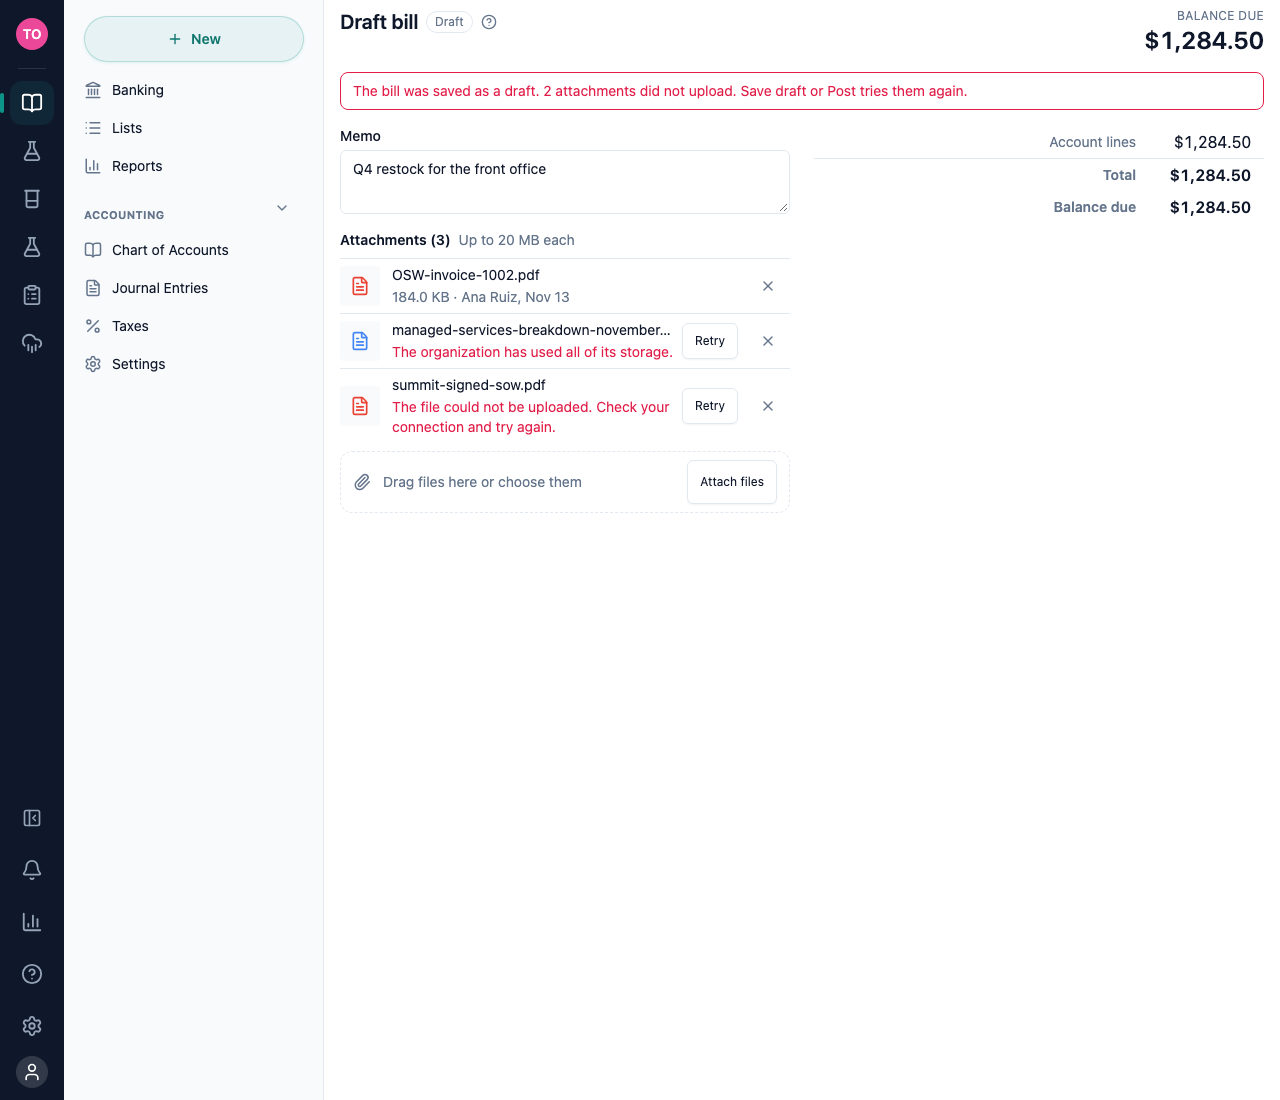 TO
New
Banking
Lists
Reports
ACCOUNTING
Chart of Accounts
Journal Entries
Taxes
Settings
Draft bill
Draft
BALANCE DUE
$1,284.50
The bill was saved as a draft. 2 attachments did not upload. Save draft or Post tries them again.
Memo
Q4 restock for the front office
Account lines $1,284.50
Total $1,284.50
Balance due $1,284.50
Attachments (3) Up to 20 MB each
OSW-invoice-1002.pdf
184.0 KB · Ana Ruiz, Nov 13
managed-services-breakdown-november...
The organization has used all of its storage.
Retry
summit-signed-sow.pdf
The file could not be uploaded. Check your
connection and try again.
Retry
Drag files here or choose them
Attach files